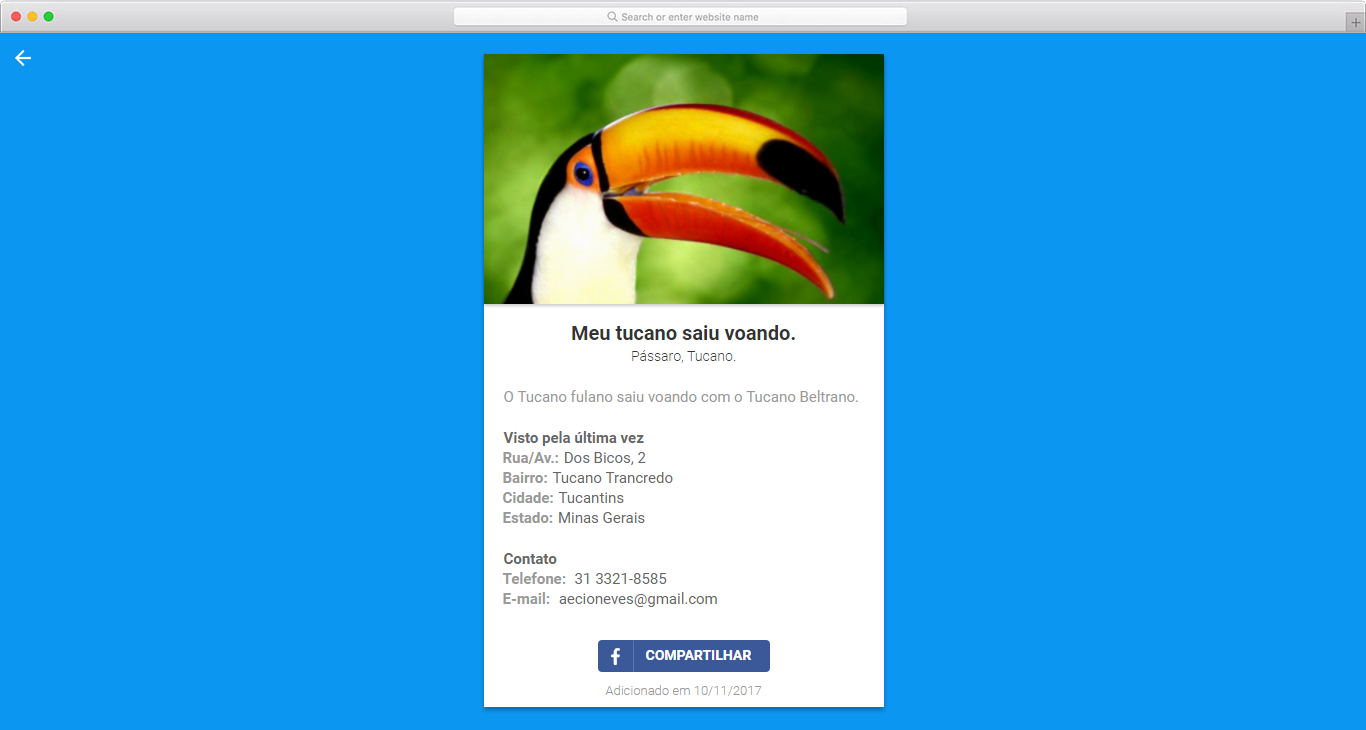 Search or enter website name
Meu tucano saiu voando.
Pássaro, Tucano.
O Tucano fulano saiu voando com o Tucano Beltrano.
Visto pela última vez
Rua/Av.: Dos Bicos, 2
Bairro: Tucano Trancredo
Cidade: Tucantins
Estado: Minas Gerais
Contato
Telefone: 31 3321-8585
E-mail: aecioneves@gmail.com
COMPARTILHAR
Adicionado em 10/11/2017